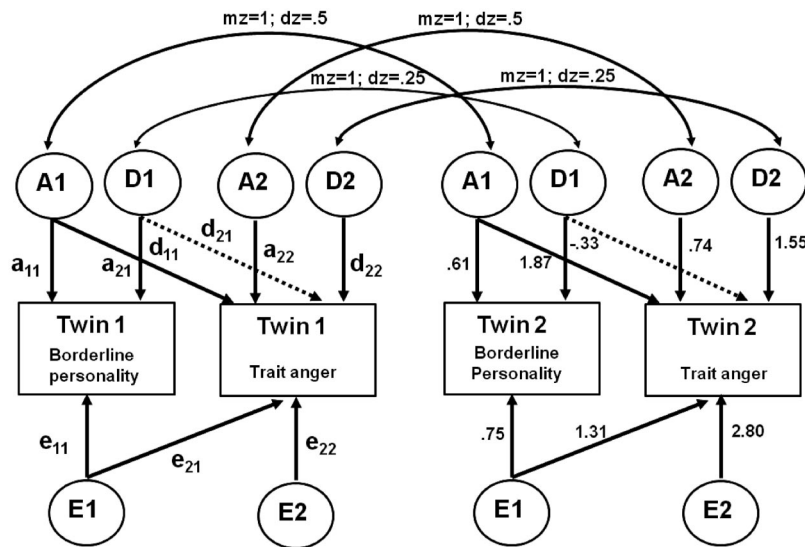 mz=1; dz=.5 mz=1; dz=.5
mz=1; dz=.25 mz=1; dz=.25
A1 D1 A2 D2 A1 D1 A2 D2
a11 a21 d11 d21 a22 d22 .61 1.87 -.33 .74 1.55
Twin 1 Twin 1 Twin 2 Twin 2
Borderline personality Trait anger Borderline Personality Trait anger
e11 e21 e22 .75 1.31 2.80
E1 E2 E1 E2